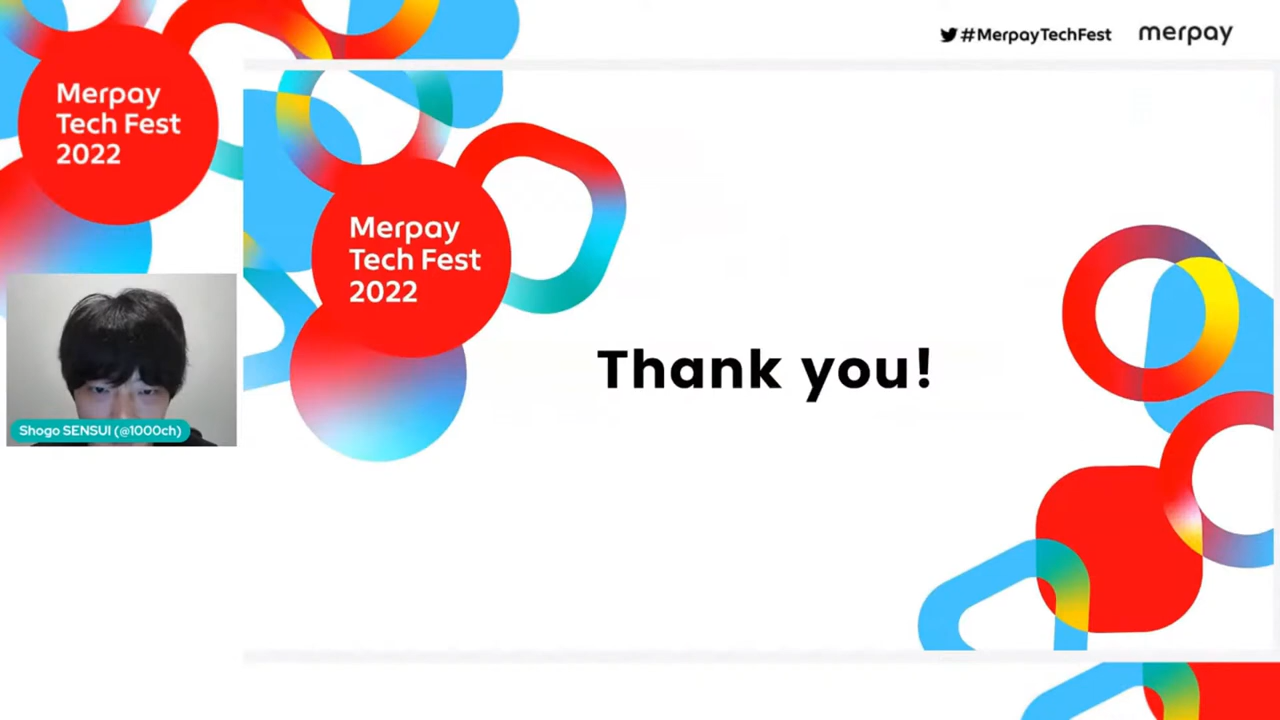 #MerpayTechFest
merpay
Merpay
Tech Fest
2022
Merpay
Tech Fest
2022
Thank you!
Shogo SENSUI (@1000ch)